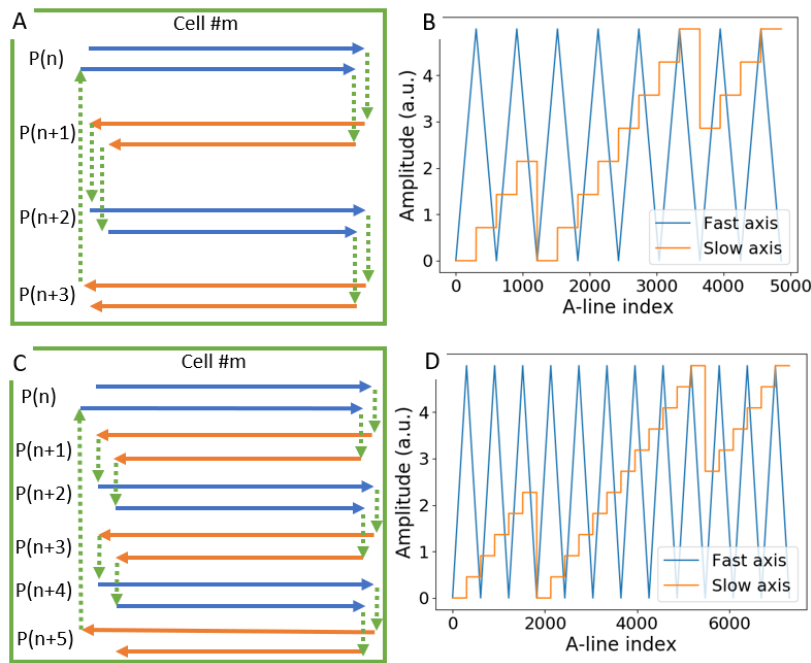 A
Cell #m
P(n)
P(n+1)
P(n+2)
P(n+3)
B
Amplitude (a.u.)
4
3
2
1
0
Fast axis
Slow axis
0 1000 2000 3000 4000 5000
A-line index
C
Cell #m
P(n)
P(n+1)
P(n+2)
P(n+3)
P(n+4)
P(n+5)
D
Amplitude (a.u.)
4
3
2
1
0
Fast axis
Slow axis
0 2000 4000 6000
A-line index